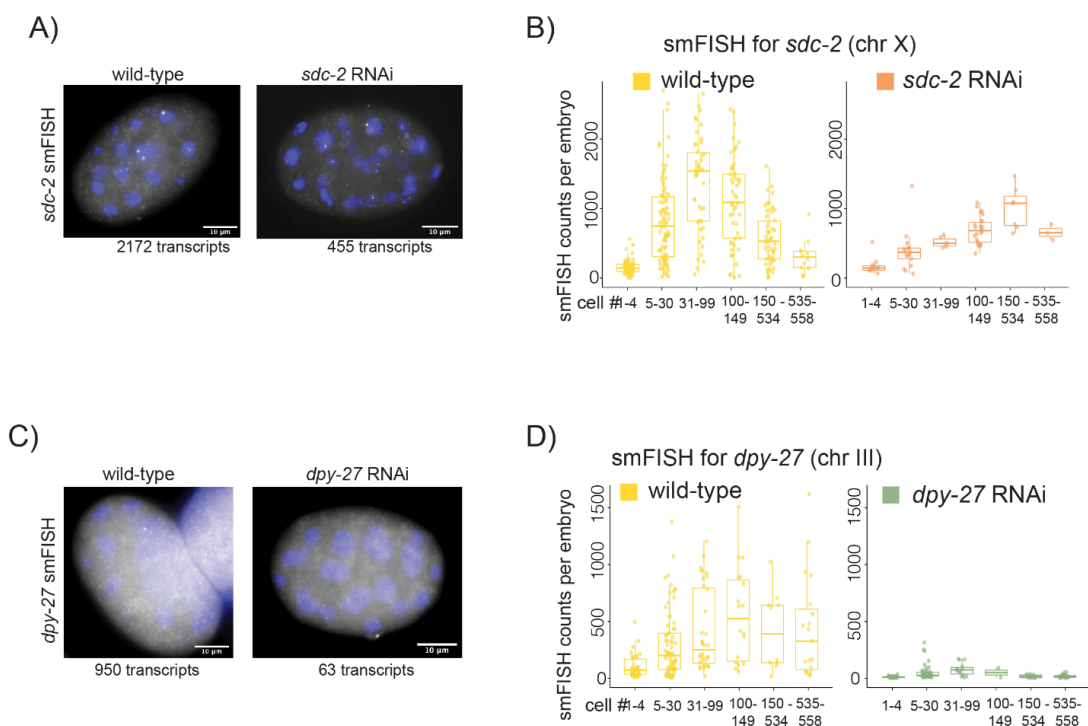 A)
wild-type
sdc-2 RNAi
sdc-2 smFISH
10 µm
10 µm
2172 transcripts
455 transcripts
B)
smFISH for sdc-2 (chr X)
wild-type
sdc-2 RNAi
smFISH counts per embryo
2000
1000
0
2000
1000
0
cell #1-4 5-30 31-99 100-149 150-534 535-558
1-4 5-30 31-99 100-149 150-534 535-558
C)
wild-type
dpy-27 RNAi
dpy-27 smFISH
10 µm
10 µm
950 transcripts
63 transcripts
D)
smFISH for dpy-27 (chr III)
wild-type
dpy-27 RNAi
smFISH counts per embryo
1500
1000
500
0
1500
1000
500
0
cell #1-4 5-30 31-99 100-149 150-534 535-558
1-4 5-30 31-99 100-149 150-534 535-558